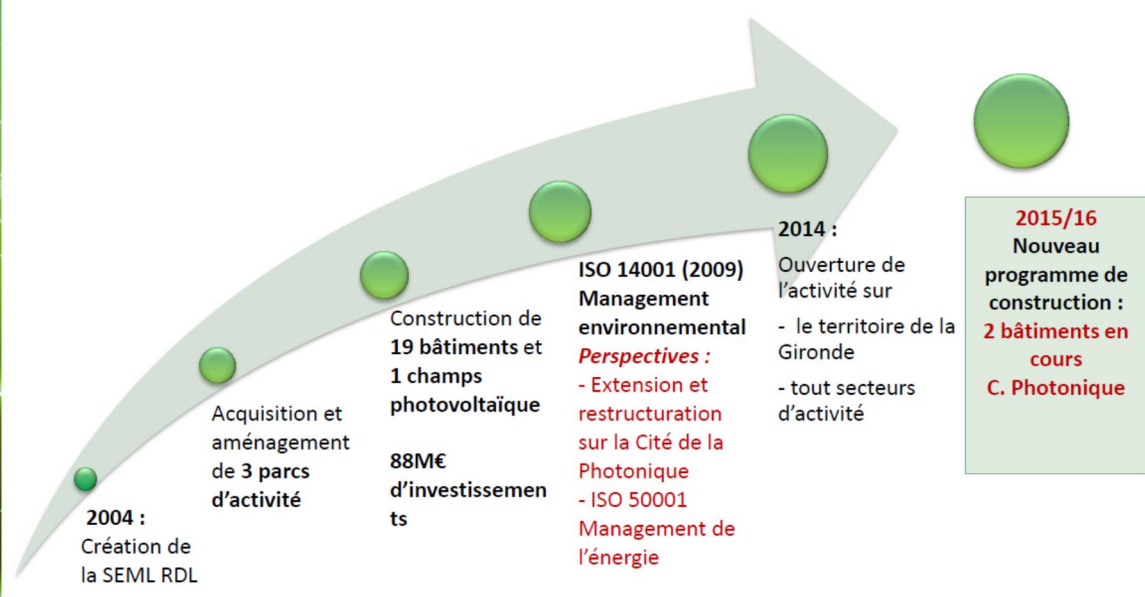 2004 :
Création de
la SEML RDL
Acquisition et
aménagement
de 3 parcs
d'activité
Construction de
19 bâtiments et
1 champs
photovoltaïque
88M€
d'investissemen
ts
ISO 14001 (2009)
Management
environnemental
Perspectives :
- Extension et
restructuration
sur la Cité de la
Photonique
- ISO 50001
Management de
l'énergie
2014 :
Ouverture de
l'activité sur
- le territoire de la
Gironde
- tout secteurs
d'activité
2015/16
Nouveau
programme de
construction :
2 bâtiments en
cours
C. Photonique